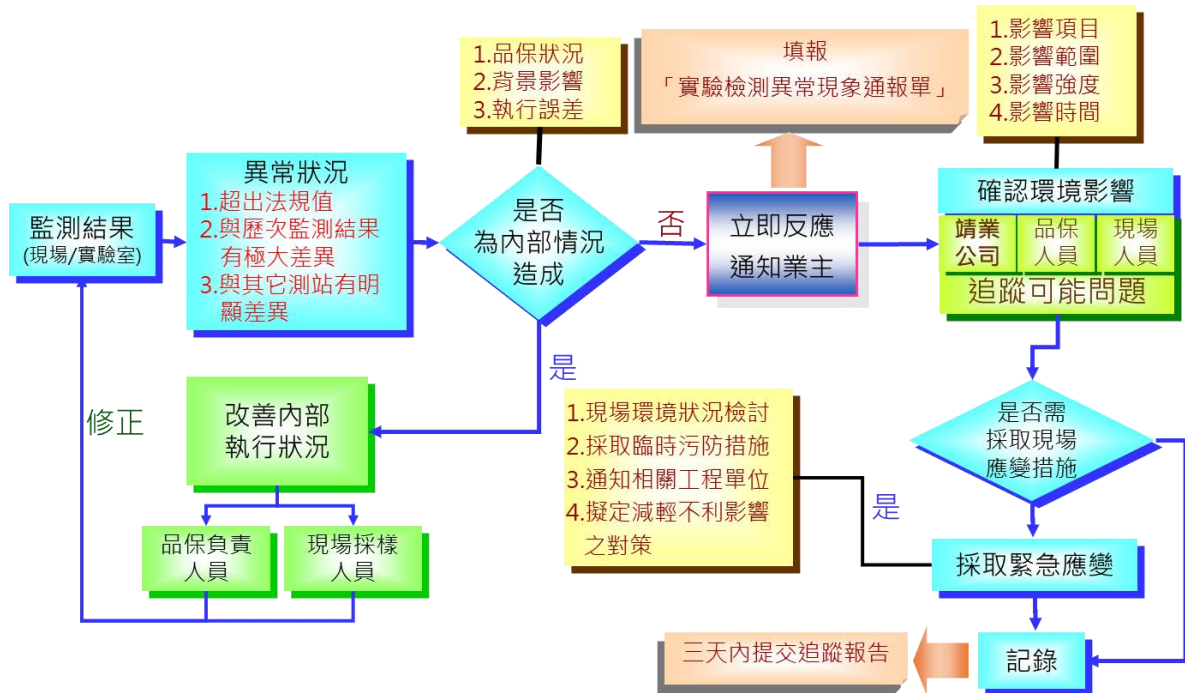 監測結果
(現場/實驗室)
異常狀況
1.超出法規值
2.與歷次監測結果
有極大差異
3.與其它測站有明
顯差異
1.品保狀況
2.背景影響
3.執行誤差
是否
為內部情況
造成
否
填報
「實驗檢測異常現象通報單」
立即反應
通知業主
1.影響項目
2.影響範圍
3.影響強度
4.影響時間
確認環境影響
靖業
公司
品保
人員
現場
人員
追蹤可能問題
是
改善內部
執行狀況
修正
品保負責
人員
現場採樣
人員
1.現場環境狀況檢討
2.採取臨時污防措施
3.通知相關工程單位
4.擬定減輕不利影響
之對策
是否需
採取現場
應變措施
是
採取緊急應變
記錄
三天內提交追蹤報告